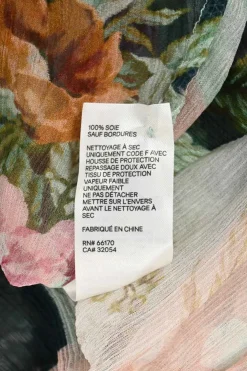 100% SOIE
SAUF BORDURES
NETTOYAGE À SEC
UNIQUEMENT CODE F AVEC
HOUSSE DE PROTECTION
REPASSAGE DOUX AVEC
TISSU DE PROTECTION
VAPEUR FAIBLE
UNIQUEMENT
NE PAS DÉTACHER
METTRE SUR L'ENVERS
AVANT LE NETTOYAGE À
SEC
FABRIQUÉ EN CHINE
RN# 66170
CA# 32054